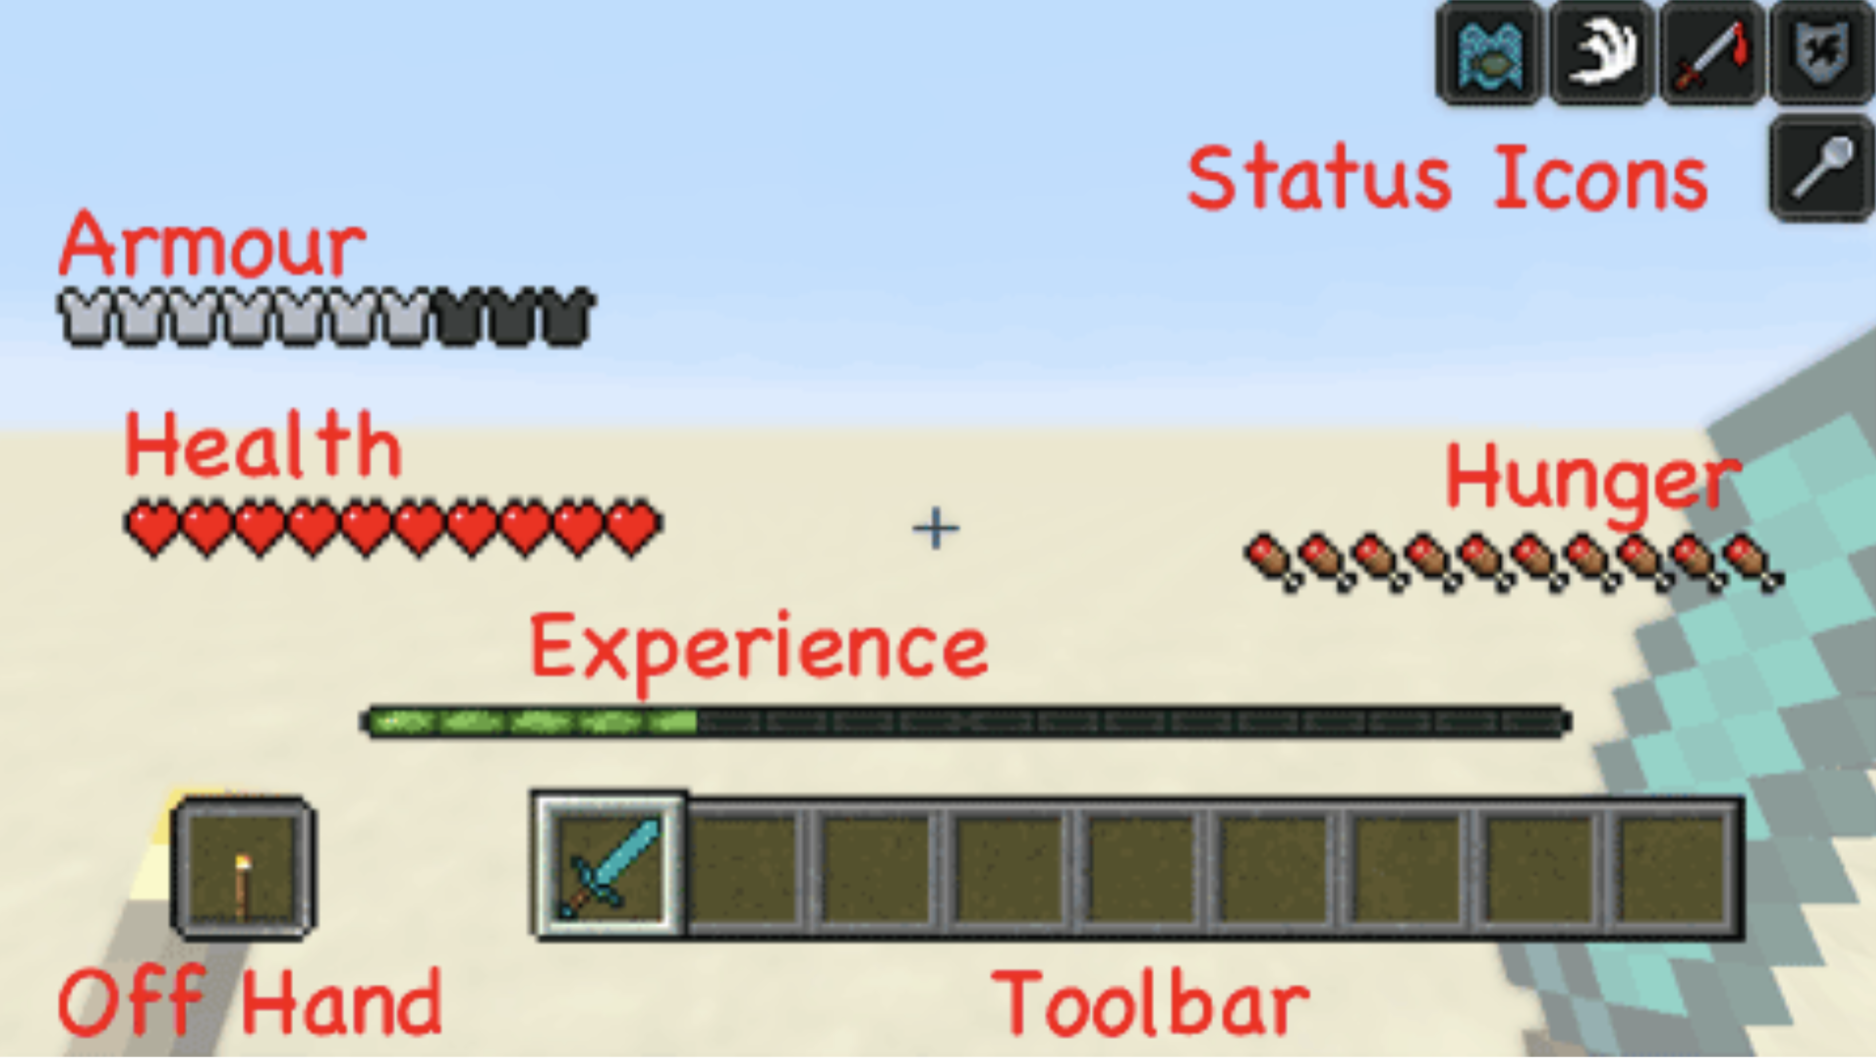 Status Icons
Armour
Health
Hunger
Experience
Off Hand
Toolbar